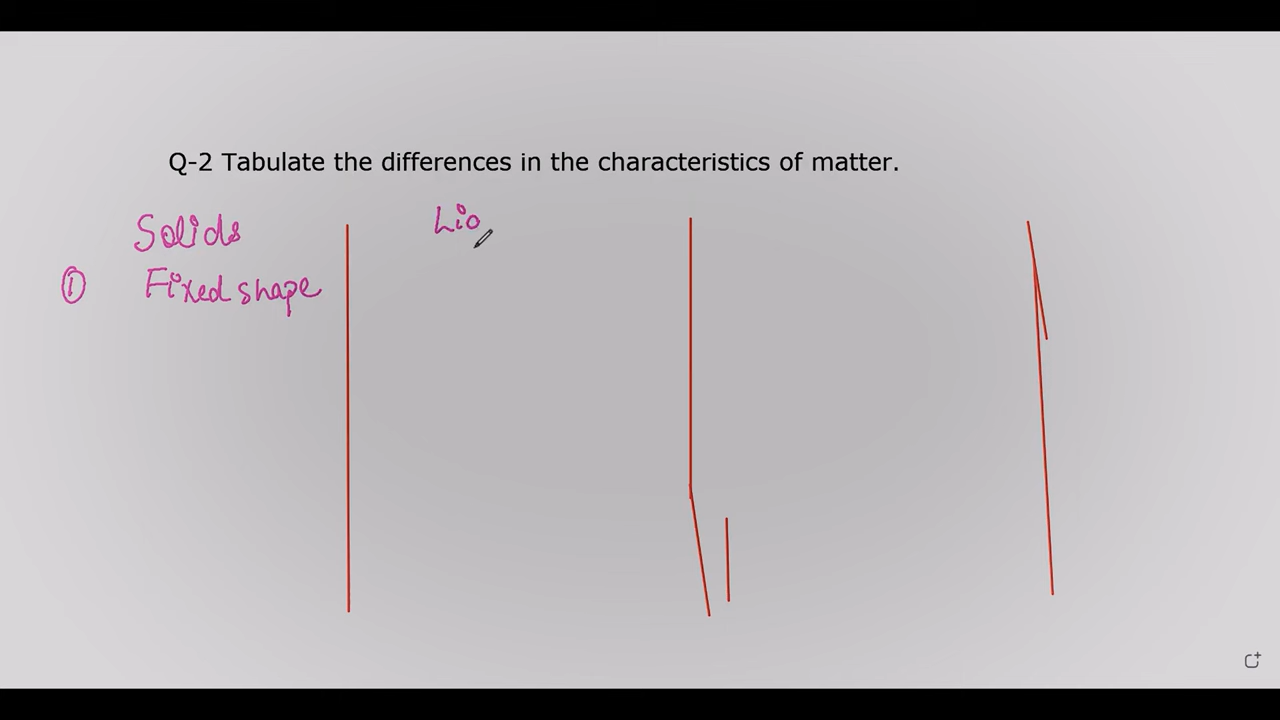 Q-2 Tabulate the differences in the characteristics of matter.
Solids Lio
① Fixed shape